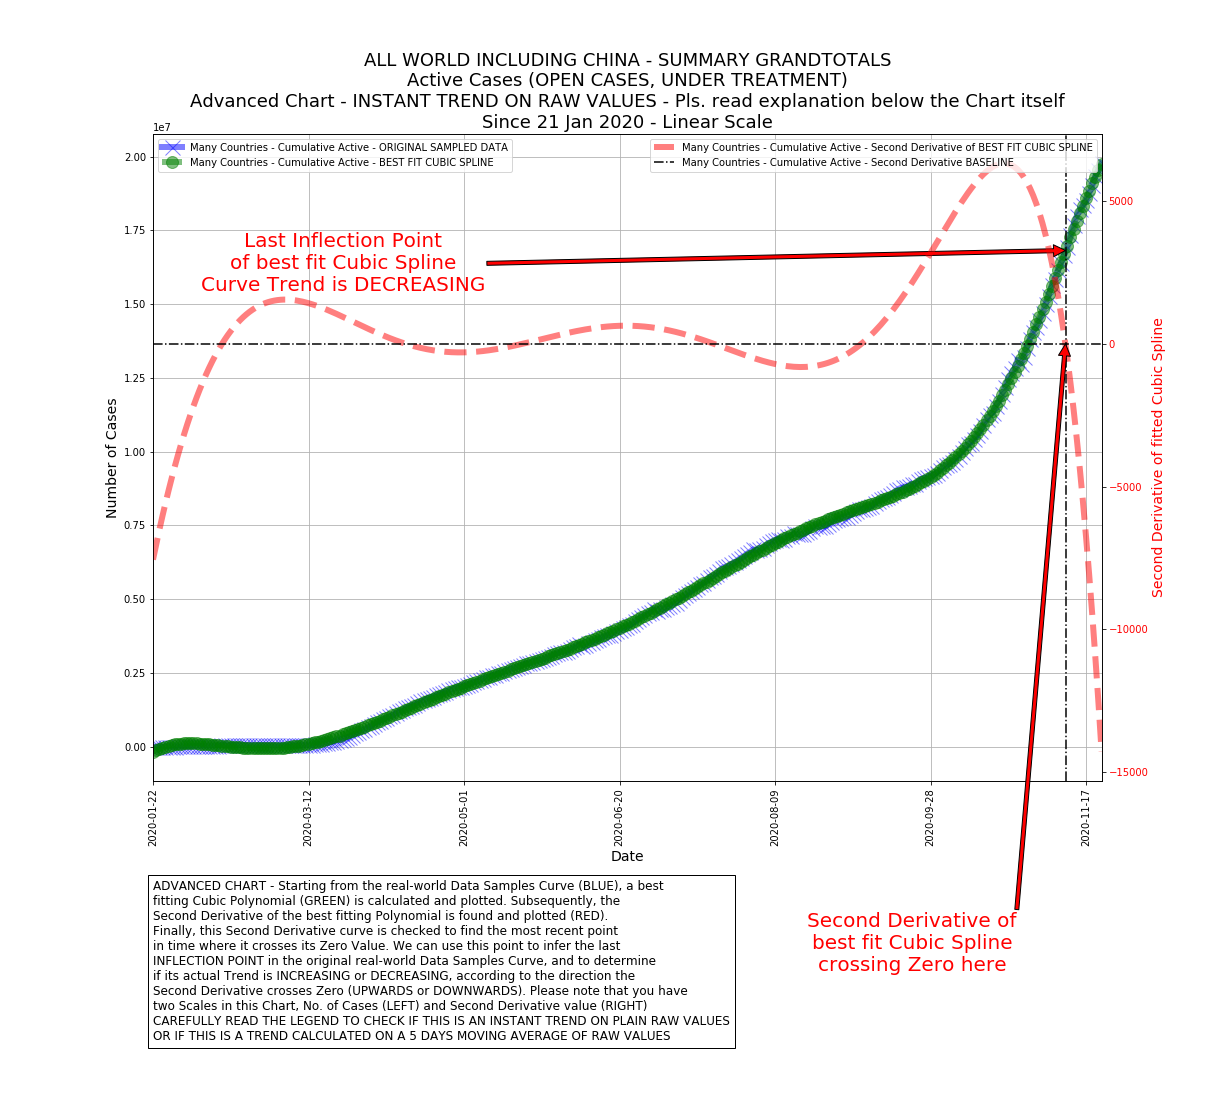 ALL WORLD INCLUDING CHINA - SUMMARY GRANDTOTALS
Active Cases (OPEN CASES, UNDER TREATMENT)
Advanced Chart - INSTANT TREND ON RAW VALUES - Pls. read explanation below the Chart itself
Since 21 Jan 2020 - Linear Scale
1e7
Many Countries - Cumulative Active - ORIGINAL SAMPLED DATA
Many Countries - Cumulative Active - BEST FIT CUBIC SPLINE
Many Countries - Cumulative Active - Second Derivative of BEST FIT CUBIC SPLINE
Many Countries - Cumulative Active - Second Derivative BASELINE
2.00
1.75
1.50
1.25
1.00
0.75
0.50
0.25
0.00
Number of Cases
Last Inflection Point
of best fit Cubic Spline
Curve Trend is DECREASING
5000
0
−5000
−10000
−15000
Second Derivative of fitted Cubic Spline
2020-01-22
2020-03-12
2020-05-01
2020-06-20
2020-08-09
2020-09-28
2020-11-17
Date
Second Derivative of
best fit Cubic Spline
crossing Zero here
ADVANCED CHART - Starting from the real-world Data Samples Curve (BLUE), a best
fitting Cubic Polynomial (GREEN) is calculated and plotted. Subsequently, the
Second Derivative of the best fitting Polynomial is found and plotted (RED).
Finally, this Second Derivative curve is checked to find the most recent point
in time where it crosses its Zero Value. We can use this point to infer the last
INFLECTION POINT in the original real-world Data Samples Curve, and to determine
if its actual Trend is INCREASING or DECREASING, according to the direction the
Second Derivative crosses Zero (UPWARDS or DOWNWARDS). Please note that you have
two Scales in this Chart, No. of Cases (LEFT) and Second Derivative value (RIGHT)
CAREFULLY READ THE LEGEND TO CHECK IF THIS IS AN INSTANT TREND ON PLAIN RAW VALUES
OR IF THIS IS A TREND CALCULATED ON A 5 DAYS MOVING AVERAGE OF RAW VALUES